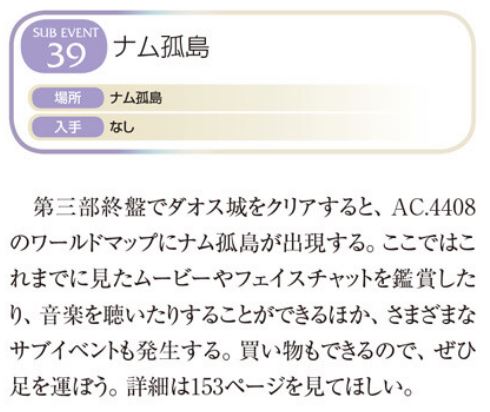 SUB EVENT
39
ナム孤島
場所 ナム孤島
入手 なし
第三部終盤でダオス城をクリアすると、AC.4408
のワールドマップにナム孤島が出現する。ここではこ
れまでに見たムービーやフェイスチャットを鑑賞した
り、音楽を聴いたりすることができるほか、さまざまな
サブイベントも発生する。買い物もできるので、ぜひ
足を運ぼう。詳細は153ページを見てほしい。